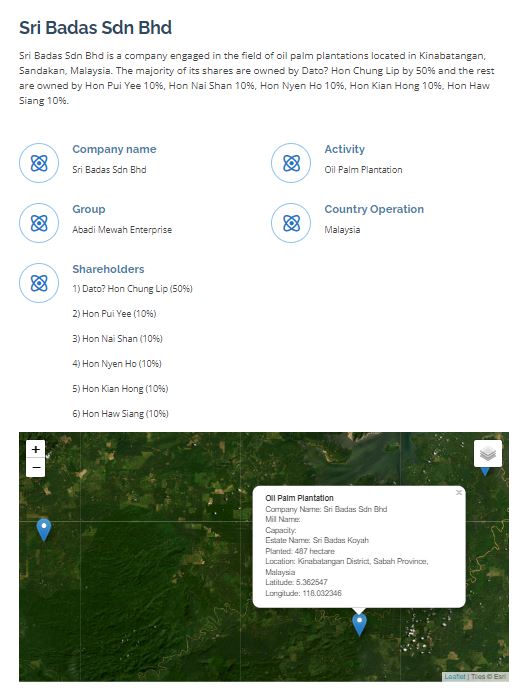 Sri Badas Sdn Bhd
Sri Badas Sdn Bhd is a company engaged in the field of oil palm plantations located in Kinabatangan,
Sandakan, Malaysia. The majority of its shares are owned by Dato? Hon Chung Lip by 50% and the rest
are owned by Hon Pui Yee 10%, Hon Nai Shan 10%, Hon Nyen Ho 10%, Hon Kian Hong 10%, Hon Haw
Siang 10%.
Company name
Sri Badas Sdn Bhd
Activity
Oil Palm Plantation
Group
Abadi Mewah Enterprise
Country Operation
Malaysia
Shareholders
1) Dato? Hon Chung Lip (50%)
2) Hon Pui Yee (10%)
3) Hon Nai Shan (10%)
4) Hon Nyen Ho (10%)
5) Hon Kian Hong (10%)
6) Hon Haw Siang (10%)
+
−
×
Oil Palm Plantation
Company Name: Sri Badas Sdn Bhd
Mill Name:
Capacity:
Estate Name: Sri Badas Koyah
Planted: 487 hectare
Location: Kinabatangan District, Sabah Province,
Malaysia
Latitude: 5.362547
Longitude: 118.032346
Leaflet | Tiles © Esri